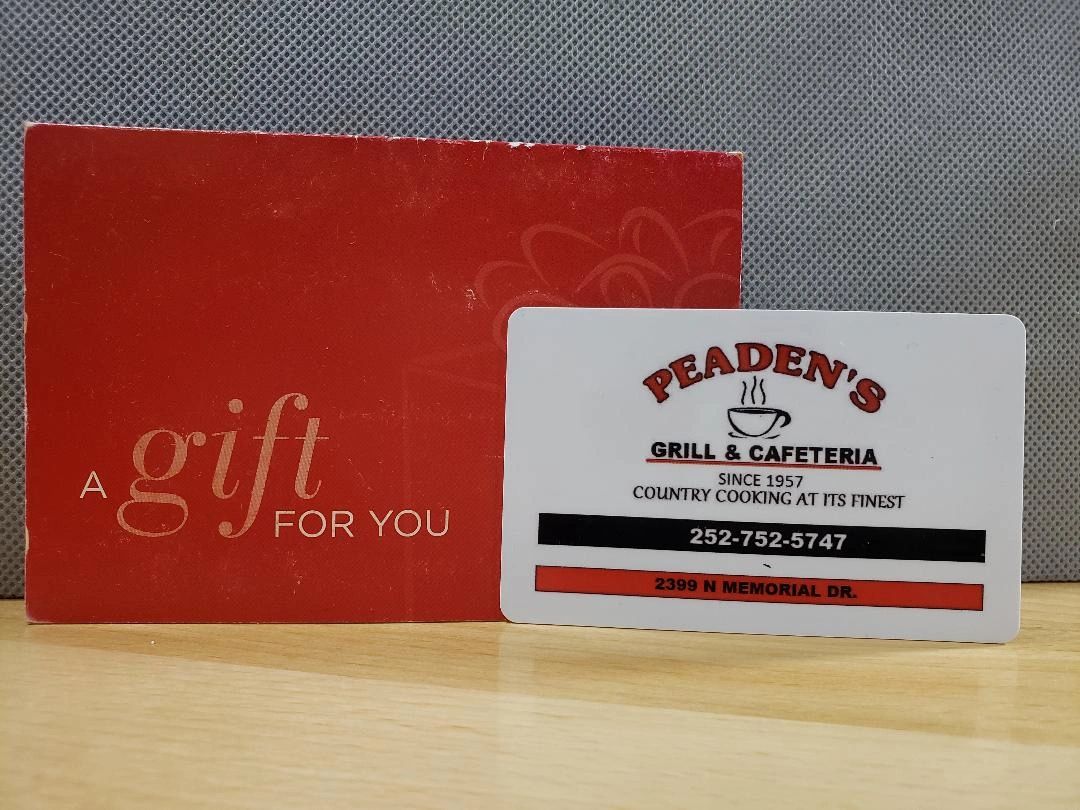 A gift FOR YOU
PEADEN'S
GRILL & CAFETERIA
SINCE 1957
COUNTRY COOKING AT ITS FINEST
252-752-5747
2399 N MEMORIAL DR.